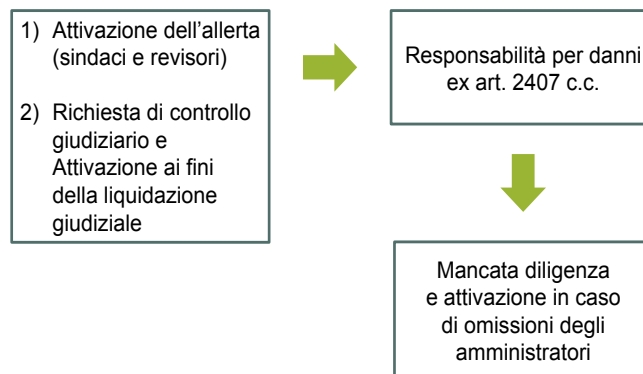 1) Attivazione dell’allerta
(sindaci e revisori)
2) Richiesta di controllo
giudiziario e
Attivazione ai fini
della liquidazione
giudiziale
Responsabilità per danni
ex art. 2407 c.c.
Mancata diligenza
e attivazione in caso
di omissioni degli
amministratori